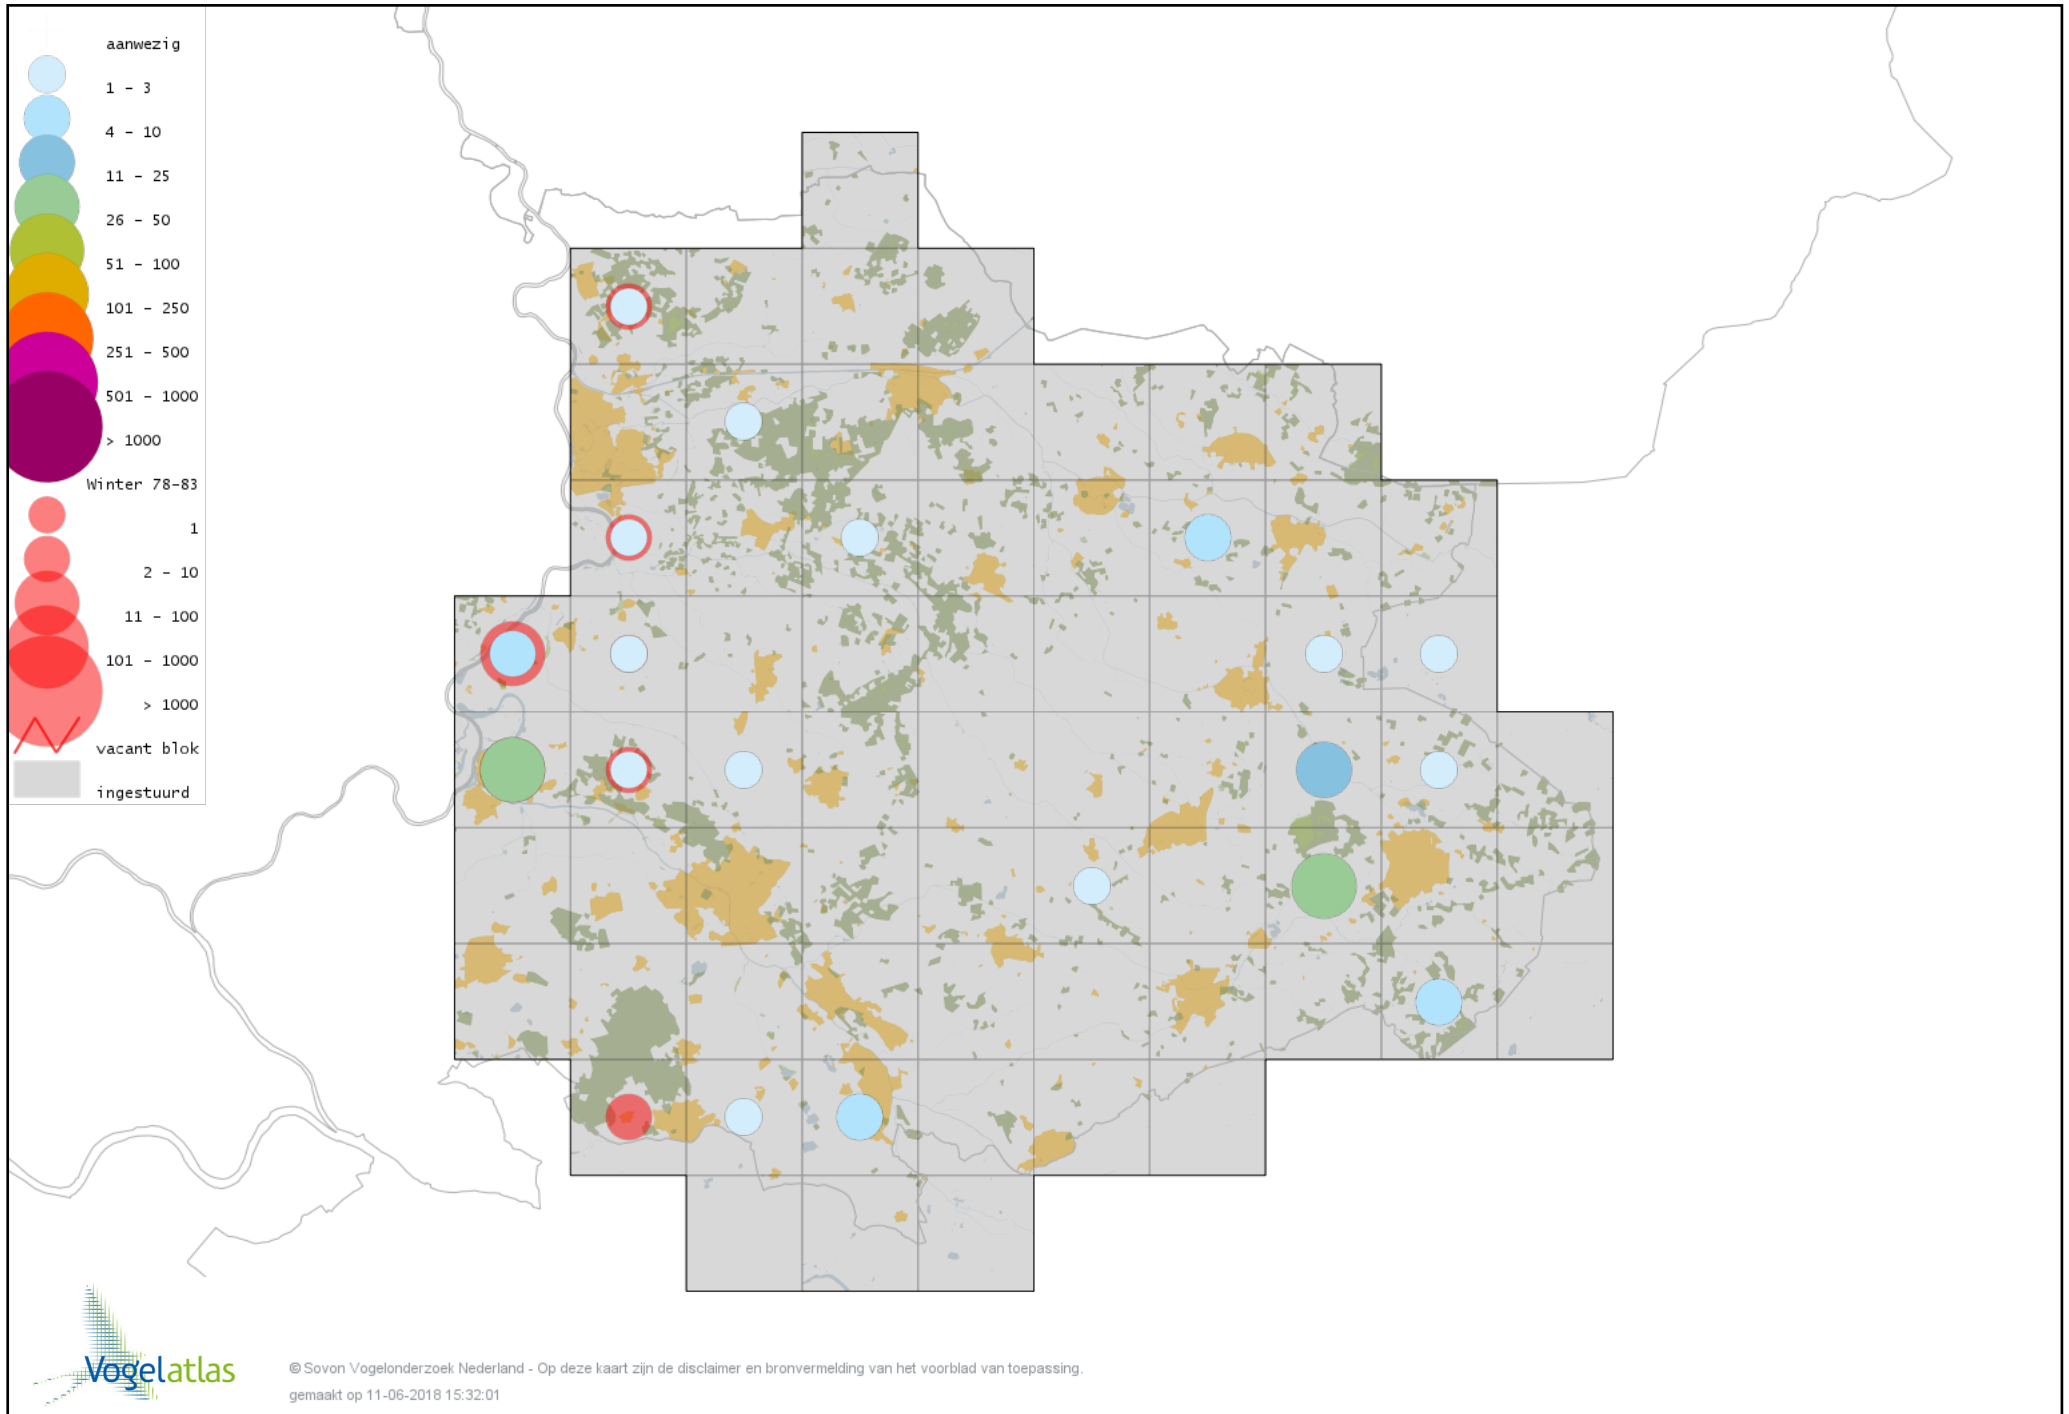 aanwezig
1 - 3
4 - 10
11 - 25
26 - 50
51 - 100
101 - 250
251 - 500
501 - 1000
> 1000
Winter 78-83
1
2 - 10
11 - 100
101 - 1000
> 1000
vacant blok
ingestuurd
Vogelatlas
© Sovon Vogelonderzoek Nederland - Op deze kaart zijn de disclaimer en bronvermelding van het voorblad van toepassing.
gemaakt op 11-06-2018 15:32:01